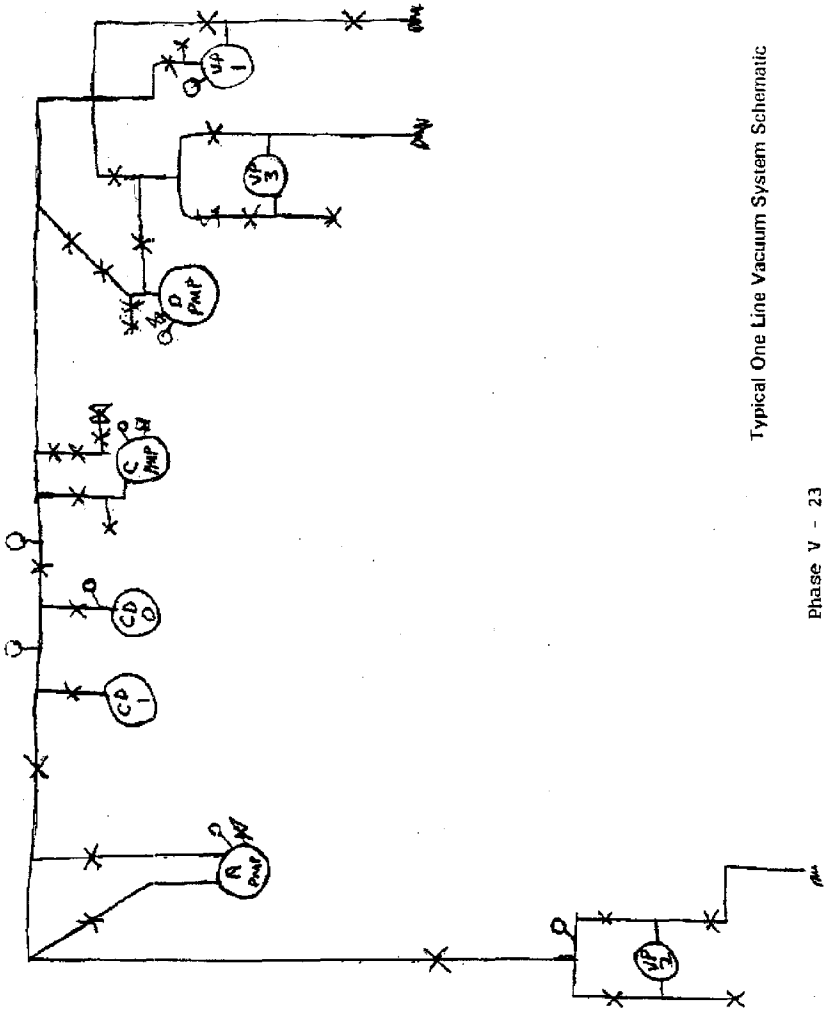 VP
1
VP
3
D
PMP
C
PMP
CD
0
CD
1
A
PMP
VP
2
Typical One Line Vacuum System Schematic
Phase V - 23